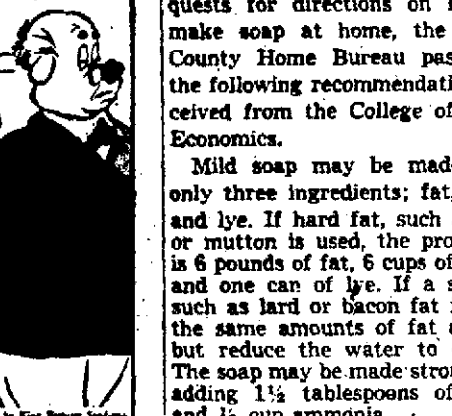 quests for directions on
make soap at home, the
County Home Bureau pas
the following recommendati
ceived from the College of
Economics.
Mild soap may be mad
only three ingredients; fat,
and lye. If hard fat, such
or mutton is used, the pro
is 6 pounds of fat, 6 cups of
and one can of lye. If a s
such as lard or bacon fat
the same amounts of fat a
but reduce the water to
The soap may be made stron
adding 1½ tablespoons of
and ½ cup ammonia.